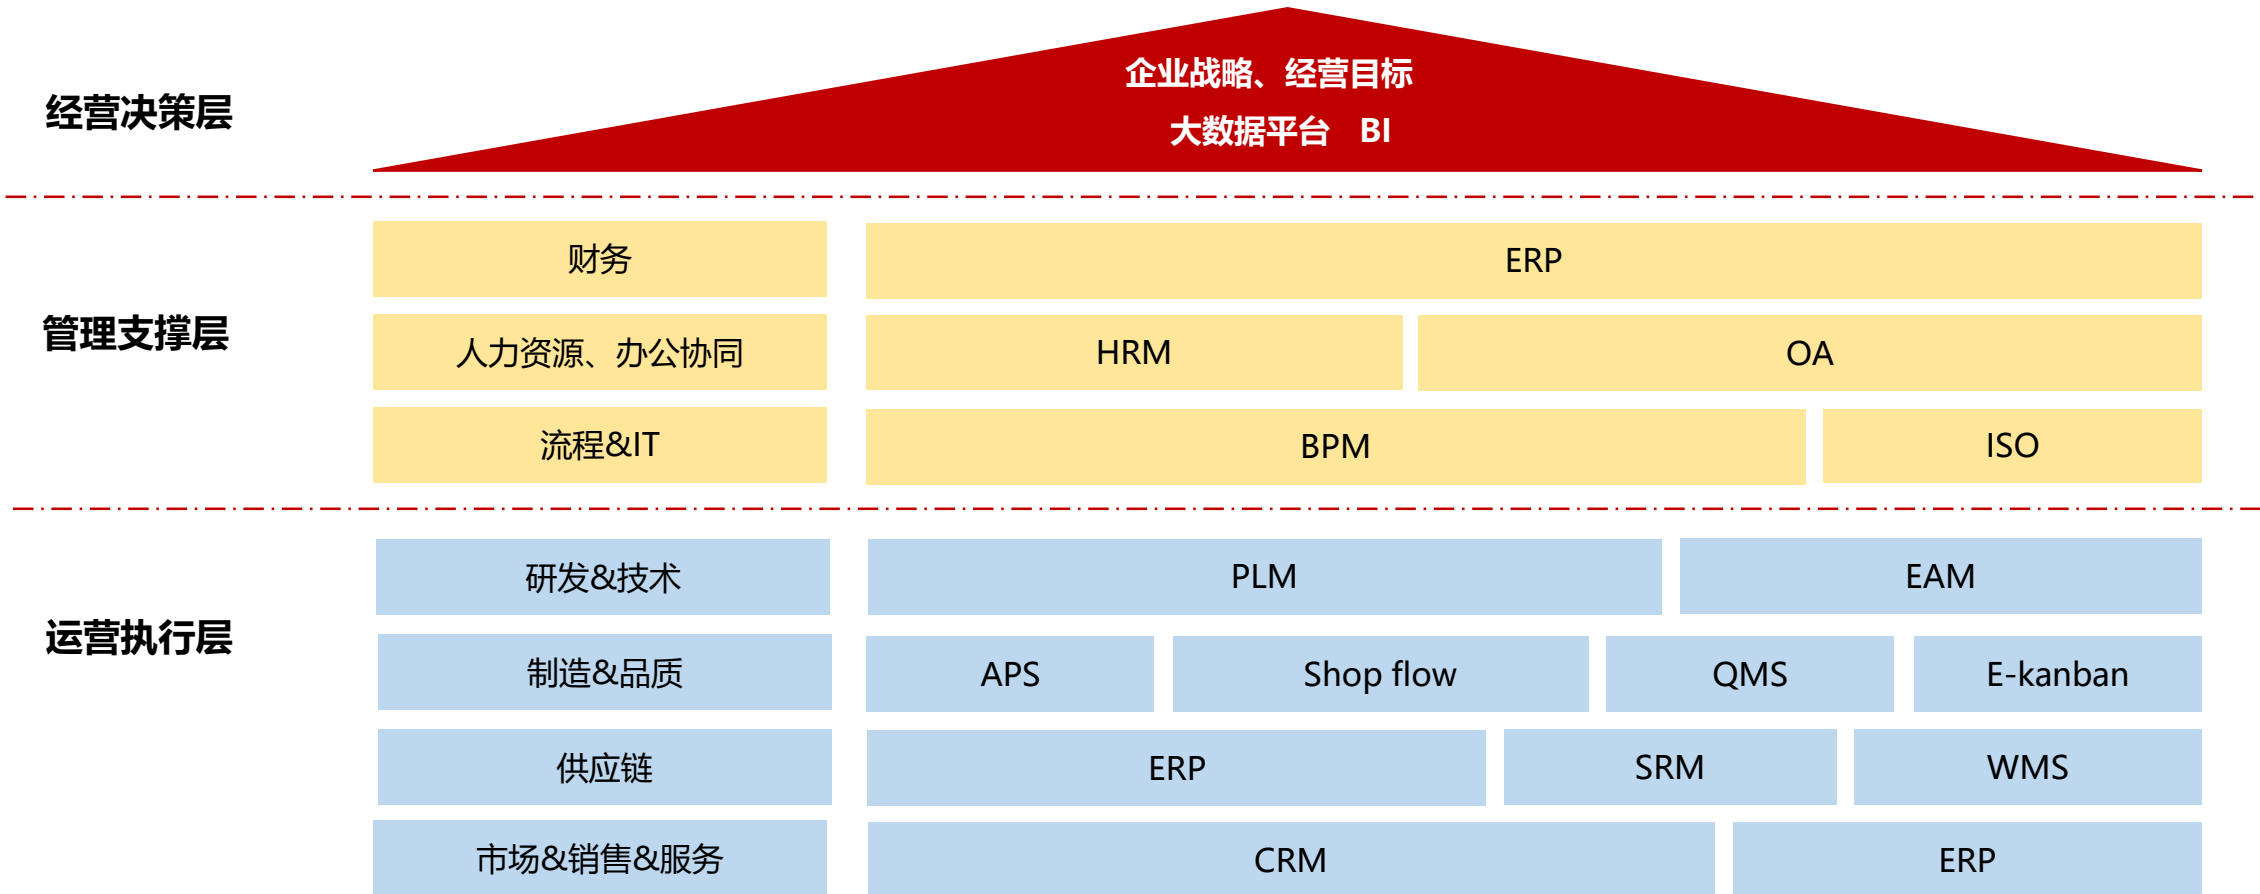 企业战略、经营目标
经营决策层
大数据平台 BI
财务 ERP
管理支撑层
人力资源、办公协同 HRM OA
流程&IT BPM ISO
研发&技术 PLM EAM
运营执行层
制造&品质 APS Shop flow QMS E-kanban
供应链 ERP SRM WMS
市场&销售&服务 CRM ERP